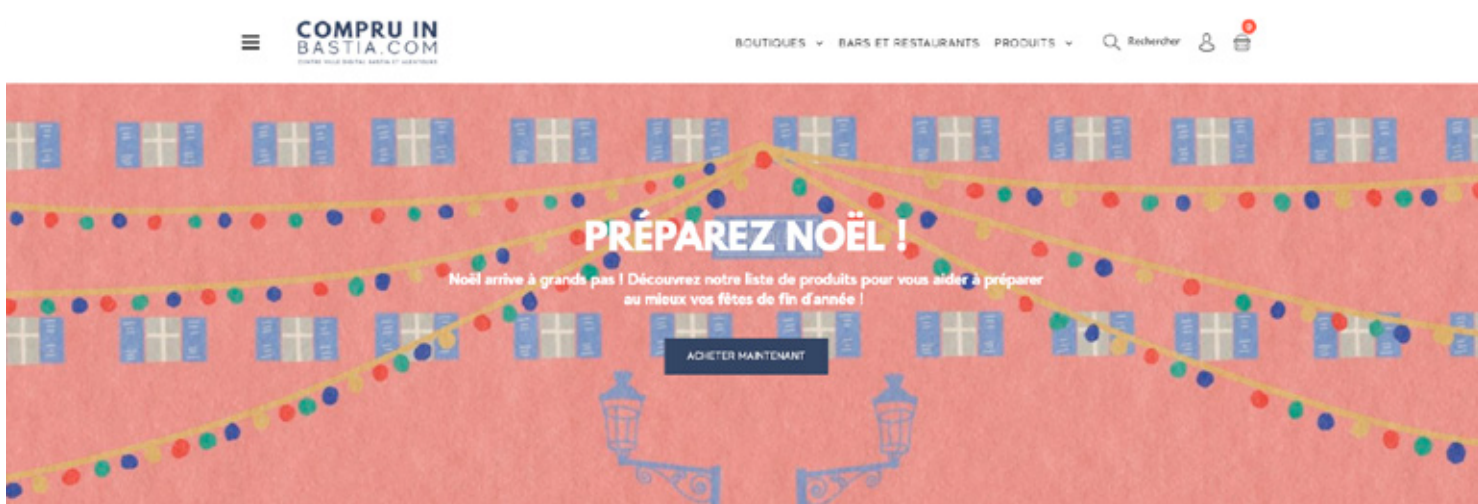 COMPRU IN
BASTIA.COM
BOUTIQUES
BARS ET RESTAURANTS
PRODUITS
Rechercher
PRÉPAREZ NOËL !
Noël arrive à grands pas ! Découvrez notre liste de produits pour vous aider à préparer
au mieux vos fêtes de fin d'année !
ACHETER MAINTENANT